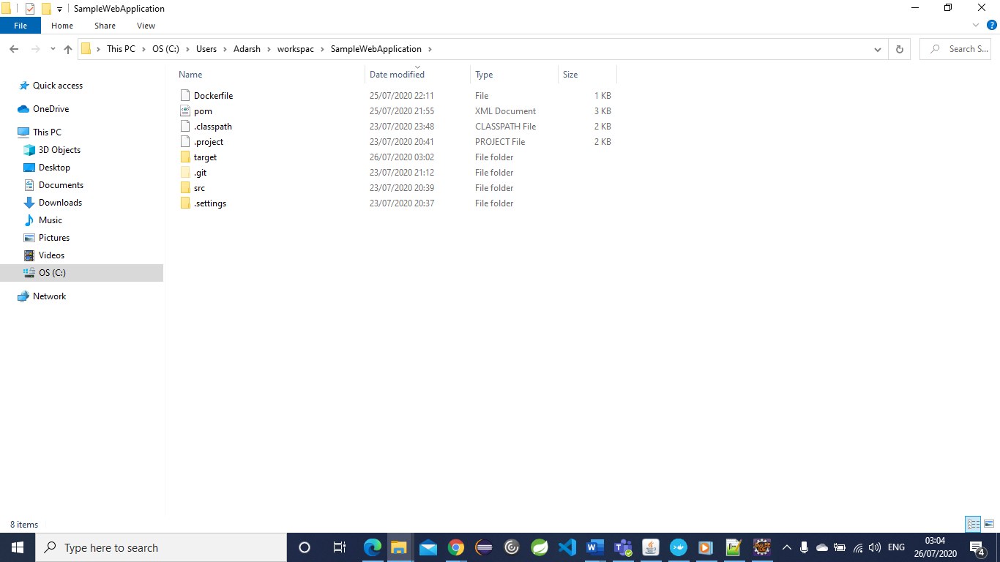 SampleWebApplication
File Home Share View
This PC OS (C:) Users Adarsh workspac SampleWebApplication Search S...
Name Date modified Type Size
Quick access
OneDrive
This PC
3D Objects
Desktop
Documents
Downloads
Music
Pictures
Videos
OS (C:)
Network
Dockerfile 25/07/2020 22:11 File 1 KB
pom 25/07/2020 21:55 XML Document 3 KB
.classpath 23/07/2020 23:48 CLASSPATH File 2 KB
.project 23/07/2020 20:41 PROJECT File 2 KB
target 26/07/2020 03:02 File folder
.git 23/07/2020 21:12 File folder
src 23/07/2020 20:39 File folder
.settings 23/07/2020 20:37 File folder
8 items
Type here to search
ENG
03:04
26/07/2020
4